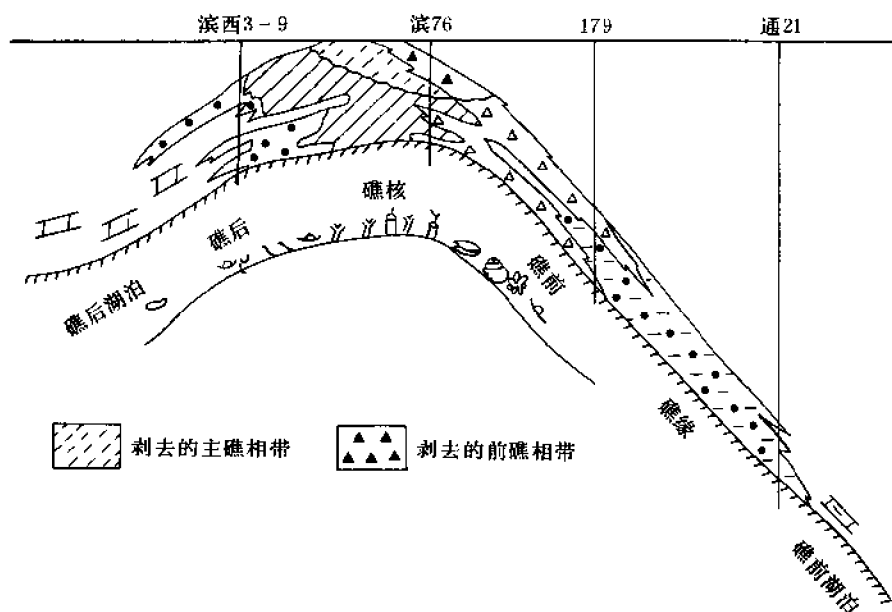 滨西3-9
滨76
179
通21
礁核
礁后
礁后湖泊
礁前
礁缘
礁前湖泊
剥去的主礁相带
剥去的前礁相带